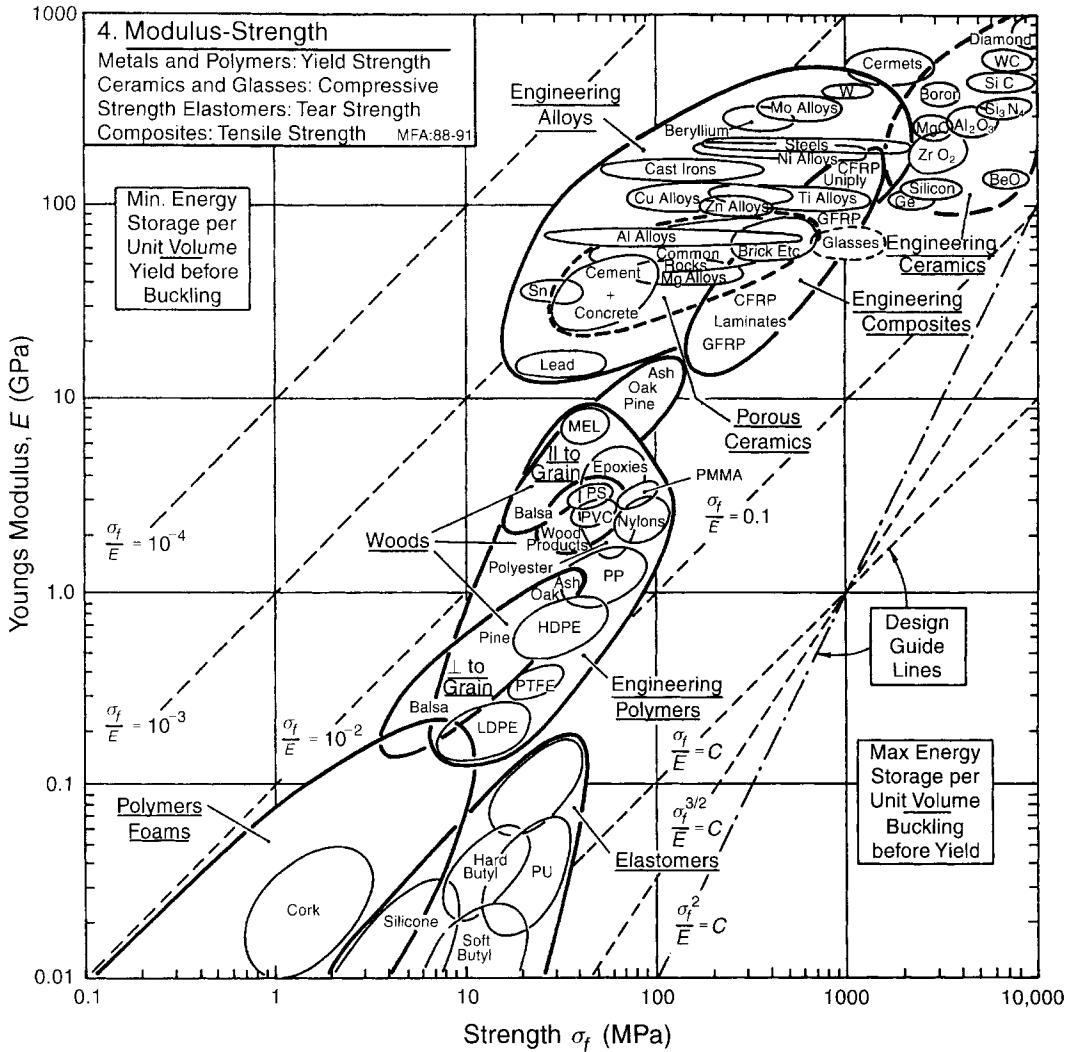 4. Modulus-Strength
Metals and Polymers: Yield Strength
Ceramics and Glasses: Compressive
Strength Elastomers: Tear Strength
Composites: Tensile Strength MFA:88-91
Min. Energy
Storage per
Unit Volume
Yield before
Buckling
Engineering
Alloys
Cermets
Diamond
WC
Si C
Boron
Si₃N₄
W
Mo Alloys
Beryllium
MgO
Al₂O₃
Steels
Ni Alloys
Zr O₂
Cast Irons
CFRP
Uniply
BeO
Silicon
Ge
Cu Alloys
Zn Alloys
Ti Alloys
GFRP
Al Alloys
Glasses
Engineering
Ceramics
Common
Rocks
Brick Etc
Mg Alloys
Cement
+
Concrete
Sn
CFRP
Laminates
GFRP
Engineering
Composites
Lead
Ash
Oak
Pine
Porous
Ceramics
MEL
|| to
Grain
Epoxies
PMMA
PS
Balsa
PVC
Nylons
σf/E = 0.1
Woods
Wood
Products
Polyester
PP
Ash
Oak
HDPE
Pine
⊥ to
Grain
PTFE
Balsa
LDPE
Engineering
Polymers
σf/E = 10⁻⁴
σf/E = 10⁻³
σf/E = 10⁻²
Design
Guide
Lines
σf/E = C
σf^3/2/E = C
σf²/E = C
Max Energy
Storage per
Unit Volume
Buckling
before Yield
Polymers
Foams
Elastomers
Hard
Butyl
PU
Cork
Silicone
Soft
Butyl
1000
100
10
1.0
0.1
0.01
Youngs Modulus, E (GPa)
0.1
1
10
100
1000
10,000
Strength σf (MPa)